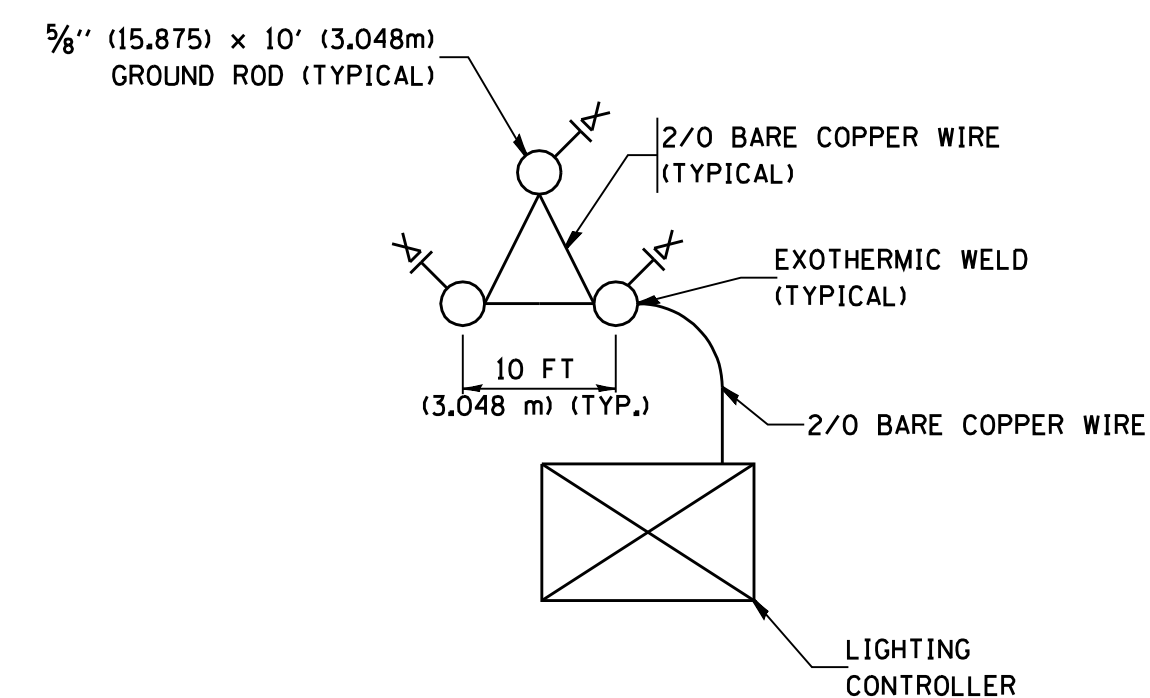 ⅝" (15.875) x 10' (3.048m)
GROUND ROD (TYPICAL)
2/0 BARE COPPER WIRE
(TYPICAL)
EXOTHERMIC WELD
(TYPICAL)
10 FT
(3.048 m) (TYP.)
2/0 BARE COPPER WIRE
LIGHTING
CONTROLLER